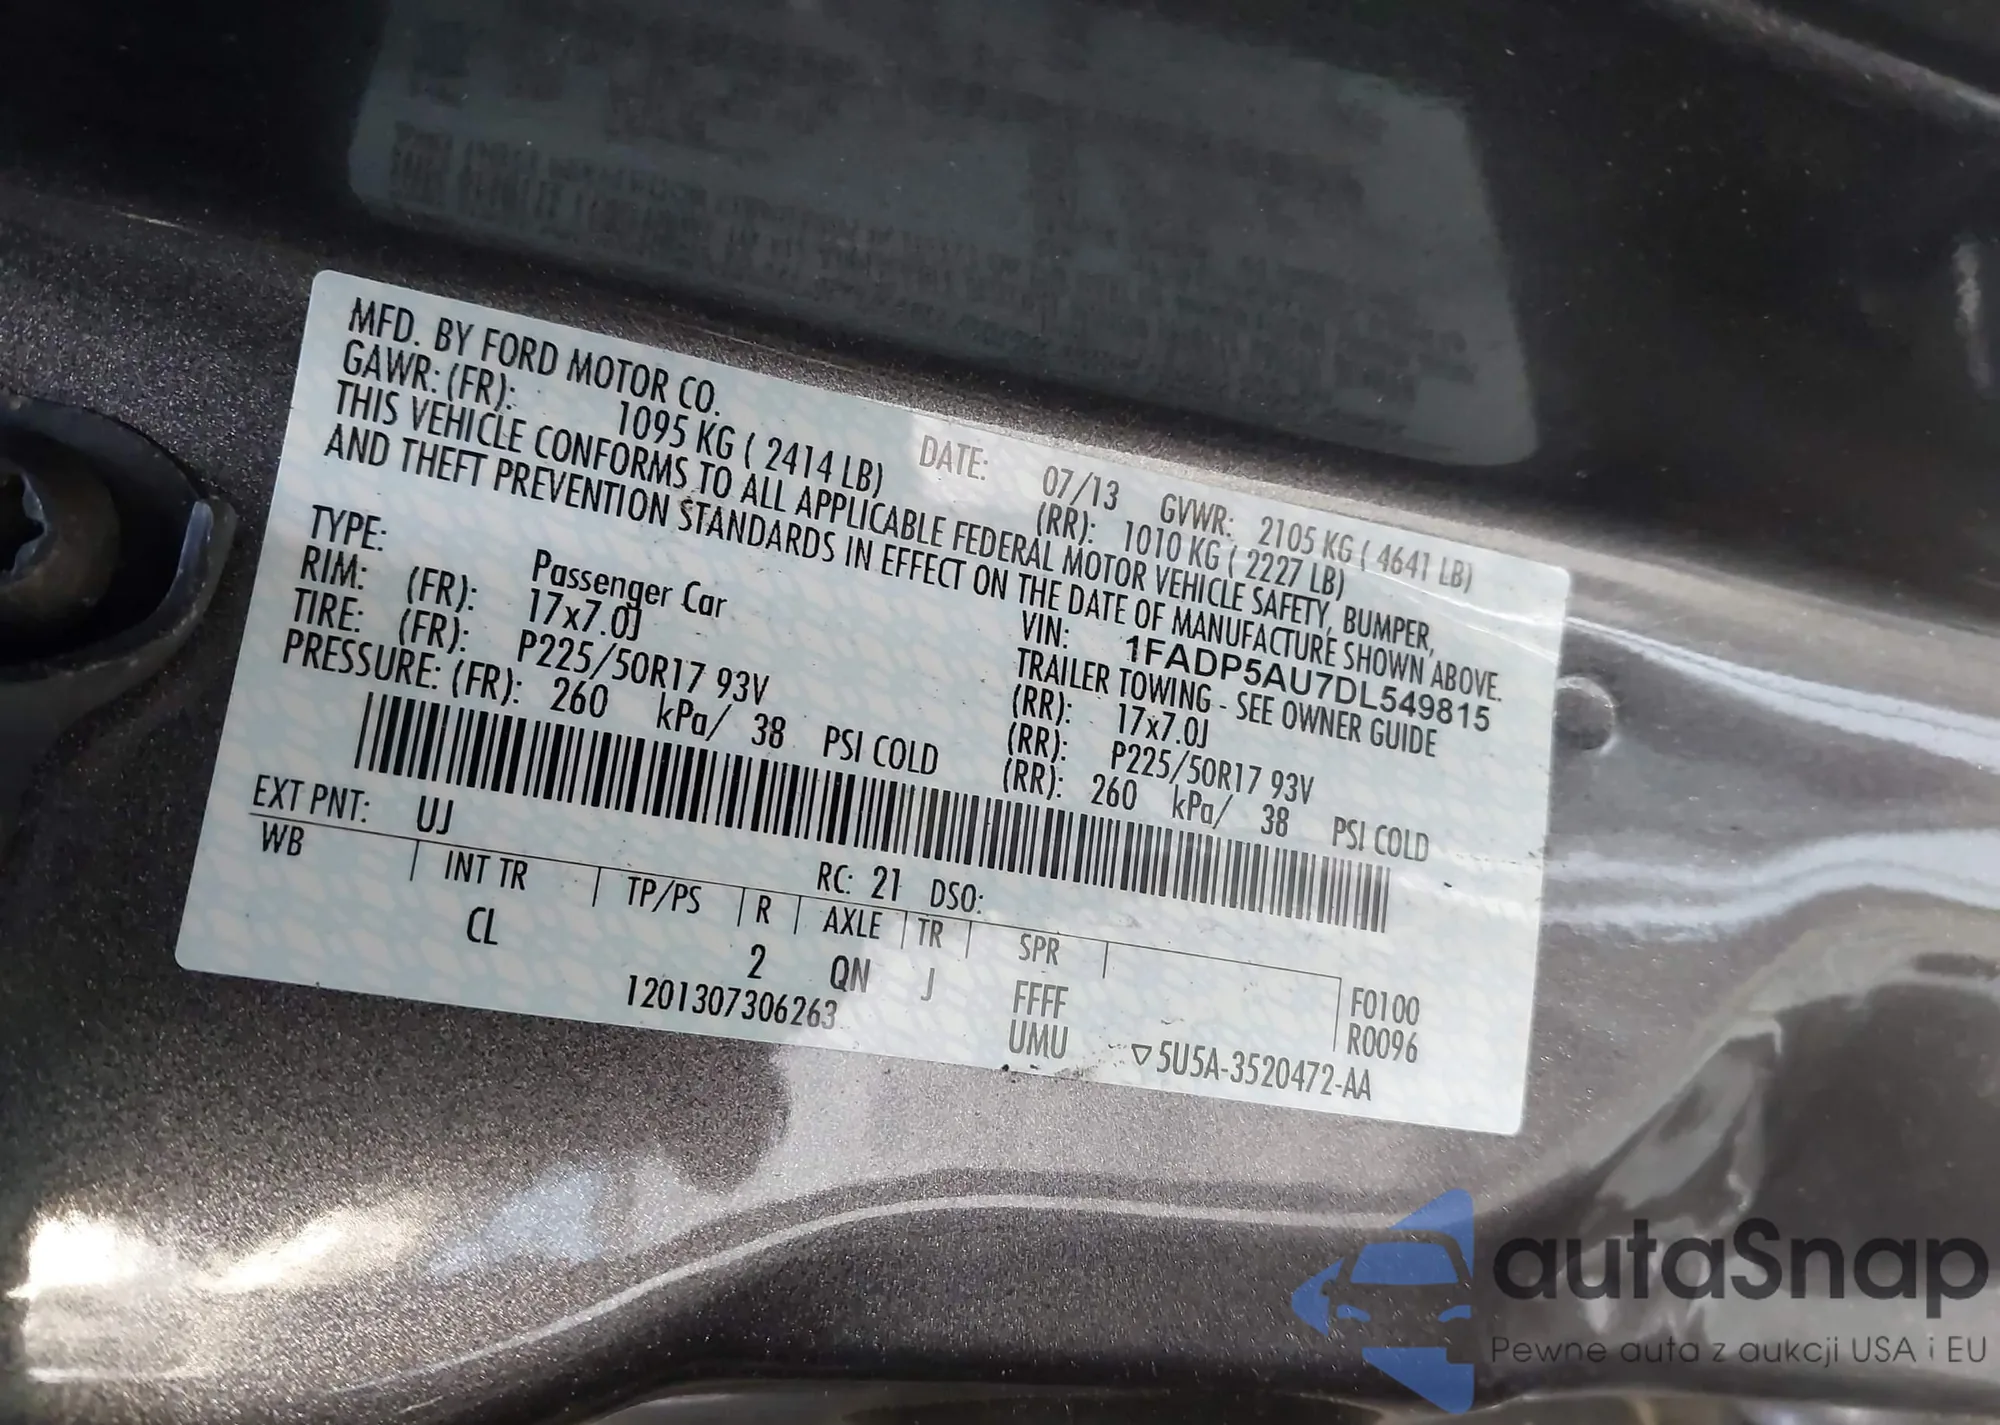 MFD. BY FORD MOTOR CO.
DATE: 07/13 GVWR: 2105 KG ( 4641 LB)
GAWR: (FR): 1095 KG ( 2414 LB) (RR): 1010 KG ( 2227 LB)
THIS VEHICLE CONFORMS TO ALL APPLICABLE FEDERAL MOTOR VEHICLE SAFETY, BUMPER,
AND THEFT PREVENTION STANDARDS IN EFFECT ON THE DATE OF MANUFACTURE SHOWN ABOVE.
VIN: 1FADP5AU7DL549815
TYPE: Passenger Car TRAILER TOWING - SEE OWNER GUIDE
RIM: (FR): 17x7.0J (RR): 17x7.0J
TIRE: (FR): P225/50R17 93V (RR): P225/50R17 93V
PRESSURE: (FR): 260 kPa/ 38 PSI COLD (RR): 260 kPa/ 38 PSI COLD
EXT PNT: UJ RC: 21 DSO:
WB INT TR TP/PS R AXLE TR SPR
CL 2 QN J FFFF F0100
UMU R0096
1201307306263 ▽5U5A-3520472-AA
autaSnap
Pewne auta z aukcji USA i EU